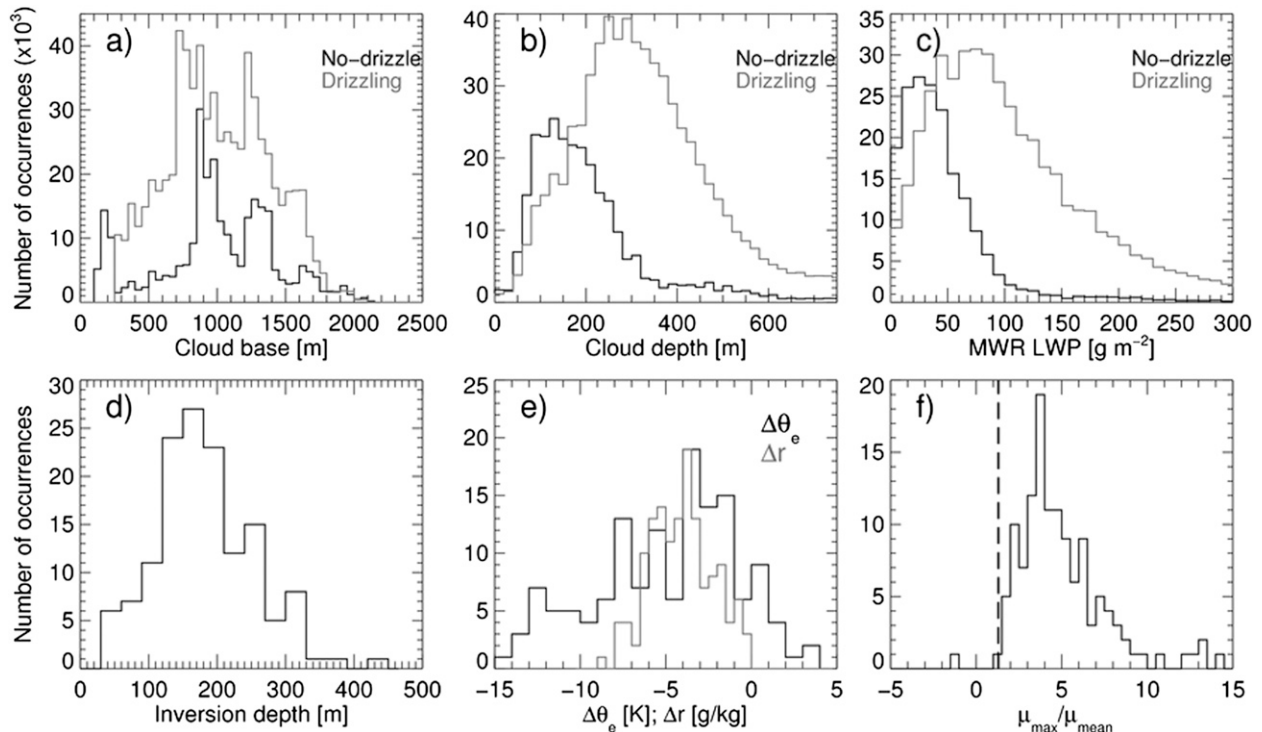 a)
No−drizzle
Drizzling
Number of occurrences (x10³)
40
30
20
10
0
0 500 1000 1500 2000 2500
Cloud base [m]
b)
No−drizzle
Drizzling
40
30
20
10
0
0 200 400 600
Cloud depth [m]
c)
No−drizzle
Drizzling
35
30
25
20
15
10
5
0
0 50 100 150 200 250 300
MWR LWP [g m⁻²]
d)
Number of occurrences
30
25
20
15
10
5
0
0 100 200 300 400 500
Inversion depth [m]
e)
Δθe
Δr
25
20
15
10
5
0
−15 −10 −5 0 5
Δθe [K]; Δr [g/kg]
f)
20
15
10
5
0
−5 0 5 10 15
μmax/μmean